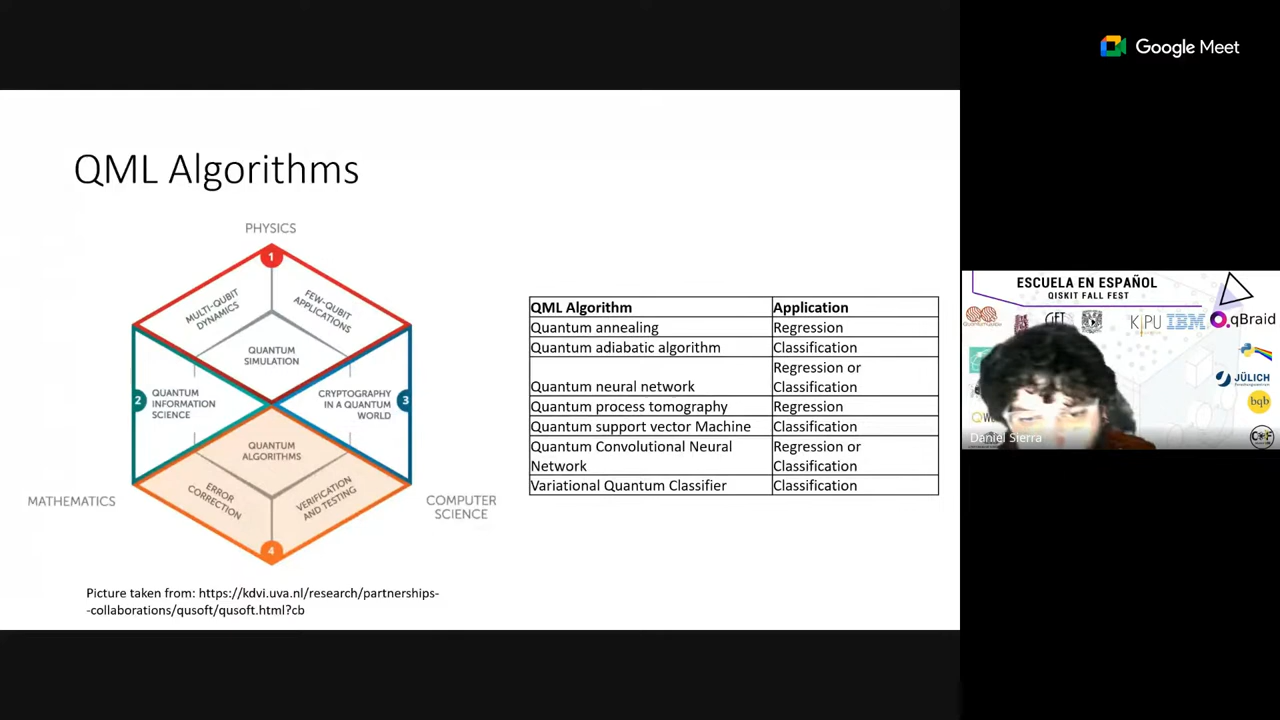 Google Meet
QML Algorithms
PHYSICS
1
MULTI-QUBIT
DYNAMICS
FEW-QUBIT
APPLICATIONS
QUANTUM
SIMULATION
2
QUANTUM
INFORMATION
SCIENCE
CRYPTOGRAPHY
IN A QUANTUM
WORLD
3
QUANTUM
ALGORITHMS
ERROR
CORRECTION
VERIFICATION
AND TESTING
MATHEMATICS
COMPUTER
SCIENCE
4
Picture taken from: https://kdvi.uva.nl/research/partnerships-
-collaborations/qusoft/qusoft.html?cb
QML Algorithm Application
Quantum annealing Regression
Quantum adiabatic algorithm Classification
Regression or
Quantum neural network Classification
Quantum process tomography Regression
Quantum support vector Machine Classification
Quantum Convolutional Neural Regression or
Network Classification
Variational Quantum Classifier Classification
ESCUELA EN ESPAÑOL
QISKIT FALL FEST
KIPU
IBM
qBraid
JÜLICH
bqb
Daniel Sierra